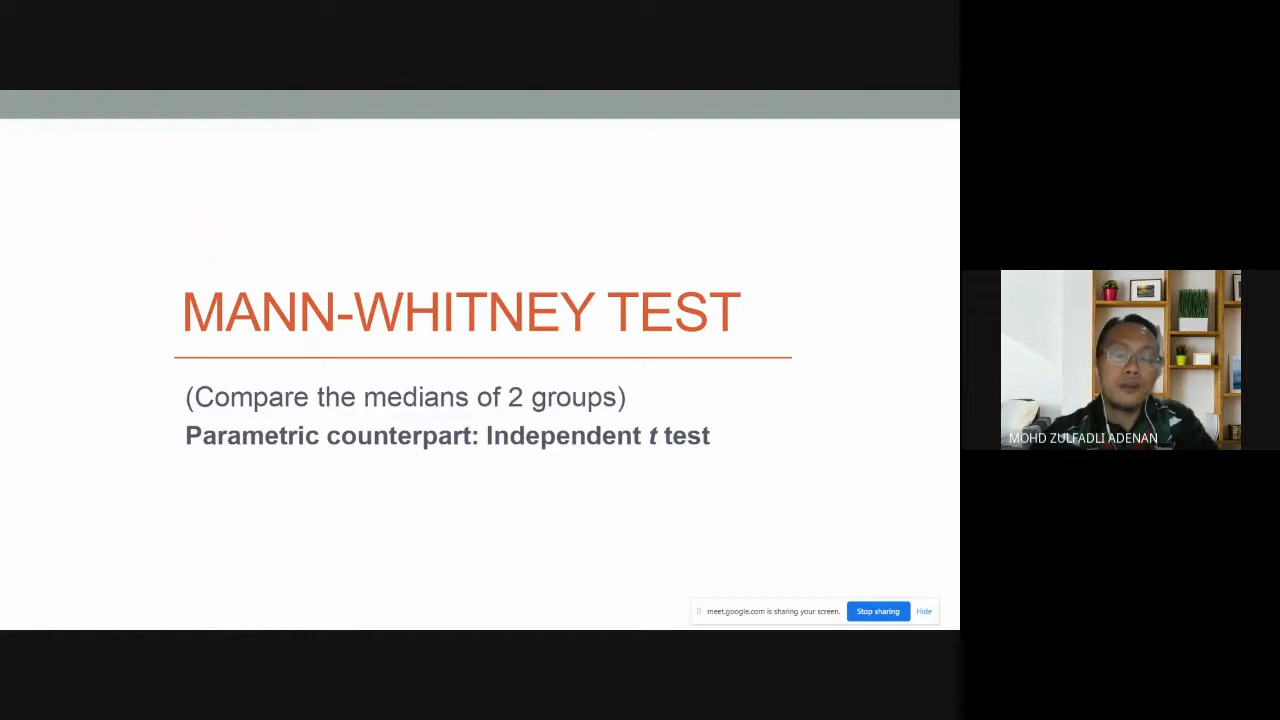 MANN-WHITNEY TEST
(Compare the medians of 2 groups)
Parametric counterpart: Independent t test
meet.google.com is sharing your screen. Stop sharing Hide
MOHD ZULFADLI ADENAN